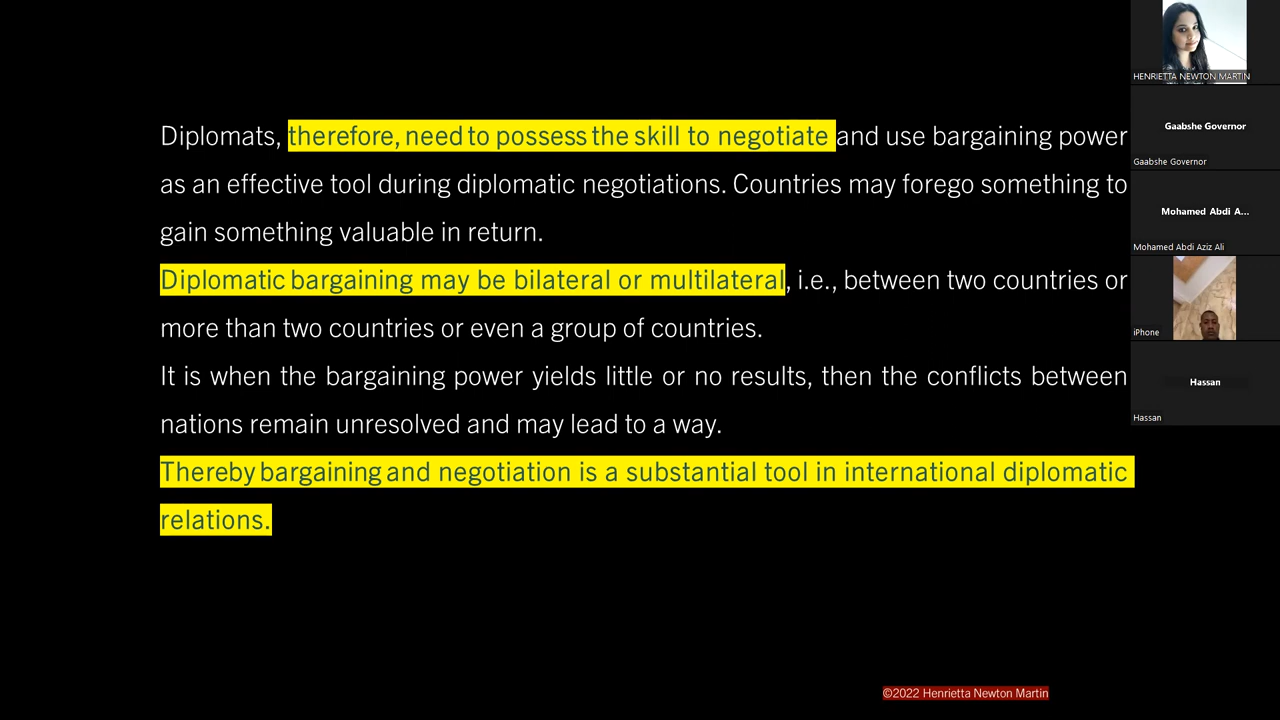 Diplomats, therefore, need to possess the skill to negotiate and use bargaining power
as an effective tool during diplomatic negotiations. Countries may forego something to
gain something valuable in return.
Diplomatic bargaining may be bilateral or multilateral, i.e., between two countries or
more than two countries or even a group of countries.
It is when the bargaining power yields little or no results, then the conflicts between
nations remain unresolved and may lead to a way.
Thereby bargaining and negotiation is a substantial tool in international diplomatic
relations.
©2022 Henrietta Newton Martin
HENRIETTA NEWTON MARTIN
Gaabshe Governor
Gaabshe Governor
Mohamed Abdi A...
Mohamed Abdi Aziz Ali
iPhone
Hassan
Hassan